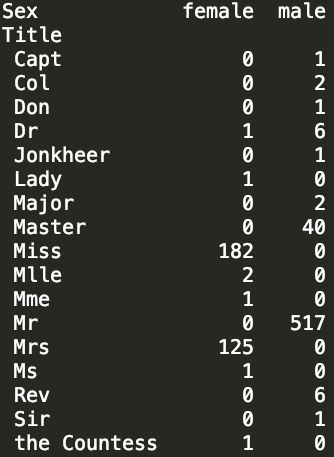 Sex female male
Title
Capt 0 1
Col 0 2
Don 0 1
Dr 1 6
Jonkheer 0 1
Lady 1 0
Major 0 2
Master 0 40
Miss 182 0
Mlle 2 0
Mme 1 0
Mr 0 517
Mrs 125 0
Ms 1 0
Rev 0 6
Sir 0 1
the Countess 1 0